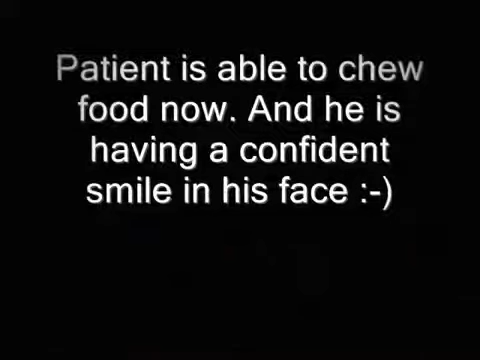 Patient is able to chew
food now. And he is
having a confident
smile in his face :-)